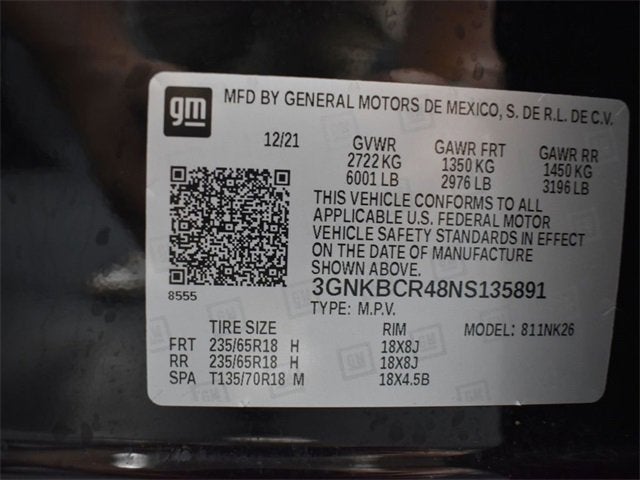 gm
MFD BY GENERAL MOTORS DE MEXICO, S. DE R.L. DE C.V.
12/21 GVWR GAWR FRT GAWR RR
2722 KG 1350 KG 1450 KG
6001 LB 2976 LB 3196 LB
THIS VEHICLE CONFORMS TO ALL
APPLICABLE U.S. FEDERAL MOTOR
VEHICLE SAFETY STANDARDS IN EFFECT
ON THE DATE OF MANUFACTURE
SHOWN ABOVE.
8555
3GNKBCR48NS135891
TYPE: M.P.V.
TIRE SIZE RIM MODEL: 811NK26
FRT 235/65R18 H 18X8J
RR 235/65R18 H 18X8J
SPA T135/70R18 M 18X4.5B